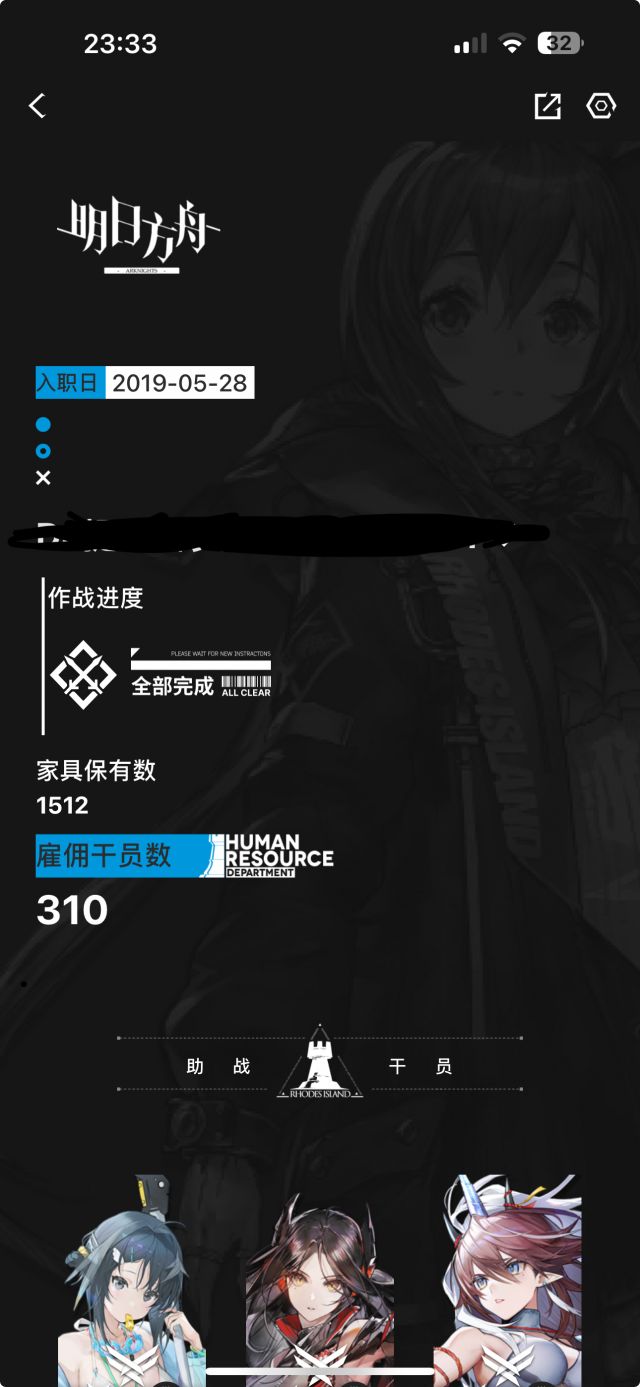 23:33
32
明日方舟
ARKNIGHTS
入职日 2019-05-28
作战进度
PLEASE WAIT FOR NEW INSTRACTONS
全部完成 ALL CLEAR
家具保有数
1512
雇佣干员数 HUMAN RESOURCE DEPARTMENT
310
RHODES ISLAND
助战 干员
RHODES ISLAND